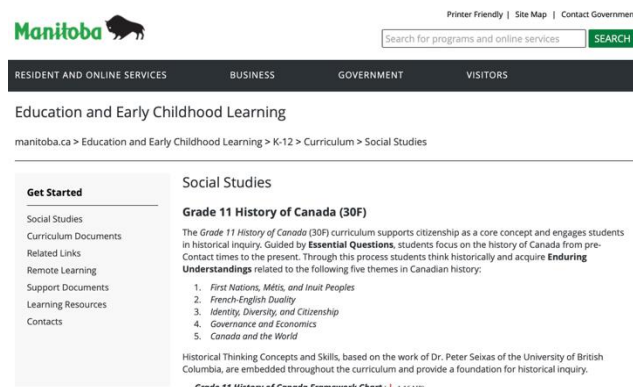 Printer Friendly | Site Map | Contact Governmen
Manitoba
Search for programs and online services SEARCH
RESIDENT AND ONLINE SERVICES BUSINESS GOVERNMENT VISITORS
Education and Early Childhood Learning
manitoba.ca > Education and Early Childhood Learning > K-12 > Curriculum > Social Studies
Get Started
Social Studies
Curriculum Documents
Related Links
Remote Learning
Support Documents
Learning Resources
Contacts
Social Studies
Grade 11 History of Canada (30F)
The Grade 11 History of Canada (30F) curriculum supports citizenship as a core concept and engages students
in historical inquiry. Guided by Essential Questions, students focus on the history of Canada from pre-
Contact times to the present. Through this process students think historically and acquire Enduring
Understandings related to the following five themes in Canadian history:
1. First Nations, Métis, and Inuit Peoples
2. French-English Duality
3. Identity, Diversity, and Citizenship
4. Governance and Economics
5. Canada and the World
Historical Thinking Concepts and Skills, based on the work of Dr. Peter Seixas of the University of British
Columbia, are embedded throughout the curriculum and provide a foundation for historical inquiry.
Grade 11 History of Canada Framework Chart